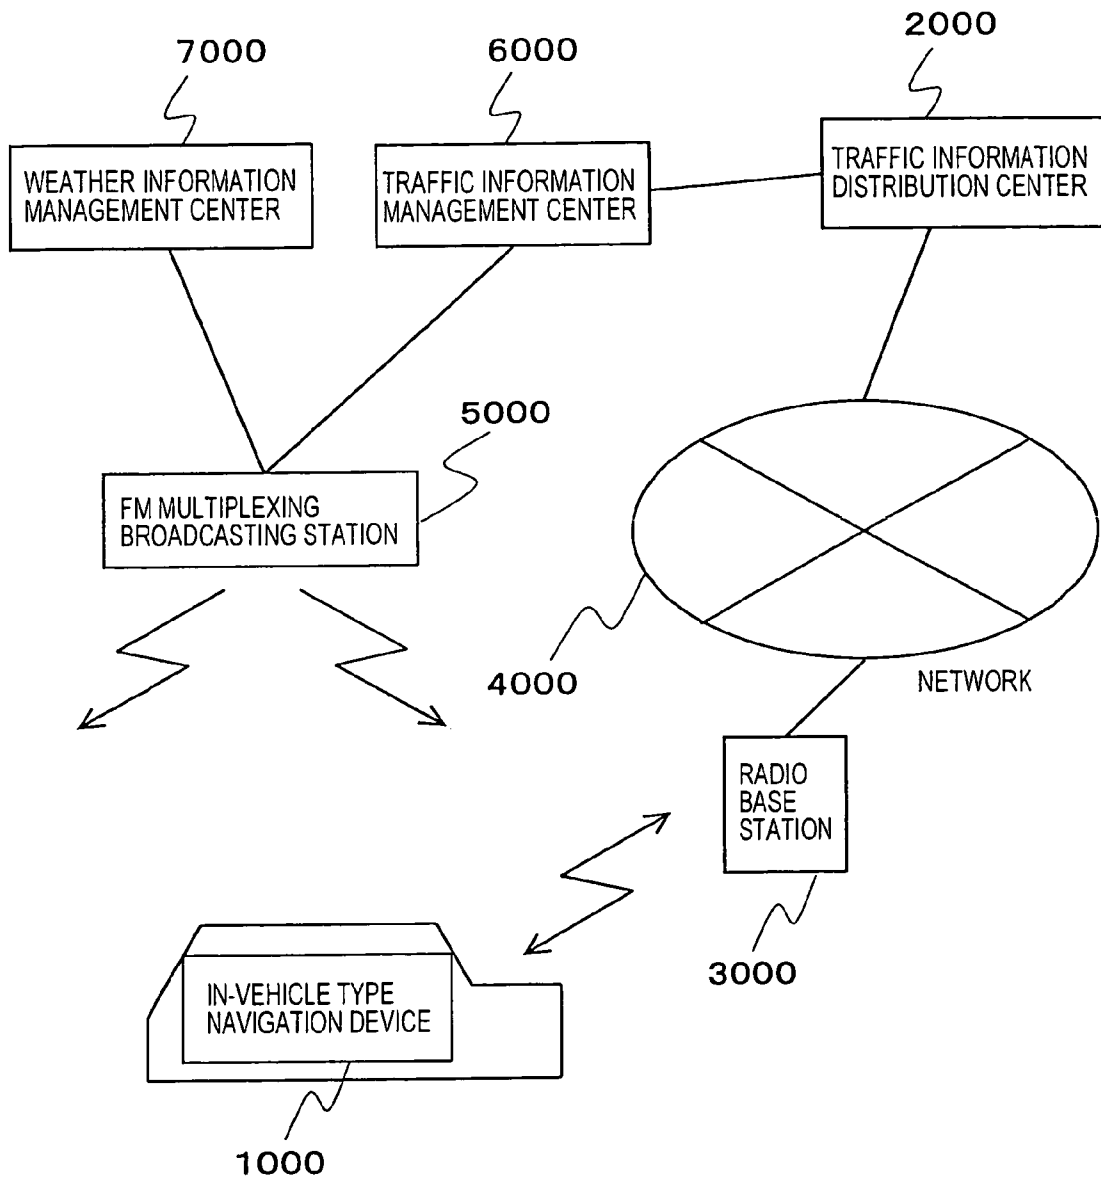 7000
6000
2000
WEATHER INFORMATION
MANAGEMENT CENTER
TRAFFIC INFORMATION
MANAGEMENT CENTER
TRAFFIC INFORMATION
DISTRIBUTION CENTER
5000
FM MULTIPLEXING
BROADCASTING STATION
4000
NETWORK
RADIO
BASE
STATION
3000
IN-VEHICLE TYPE
NAVIGATION DEVICE
1000